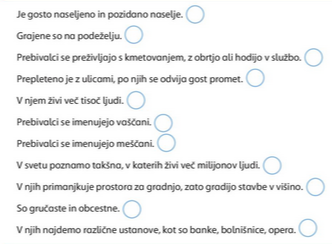 Je gosto naseljeno in pozidano naselje.
Grajene so na podeželju.
Prebivalci se preživljajo s kmetovanjem, z obrtjo ali hodijo v službo.
Prepleteno je z ulicami, po njih se odvija gost promet.
V njem živi več tisoč ljudi.
Prebivalci se imenujejo vaščani.
Prebivalci se imenujejo meščani.
V svetu poznamo takšna, v katerih živi več milijonov ljudi.
V njih primanjkuje prostora za gradnjo, zato gradijo stavbe v višino.
So gručaste in obcestne.
V njih najdemo različne ustanove, kot so banke, bolnišnice, opera.